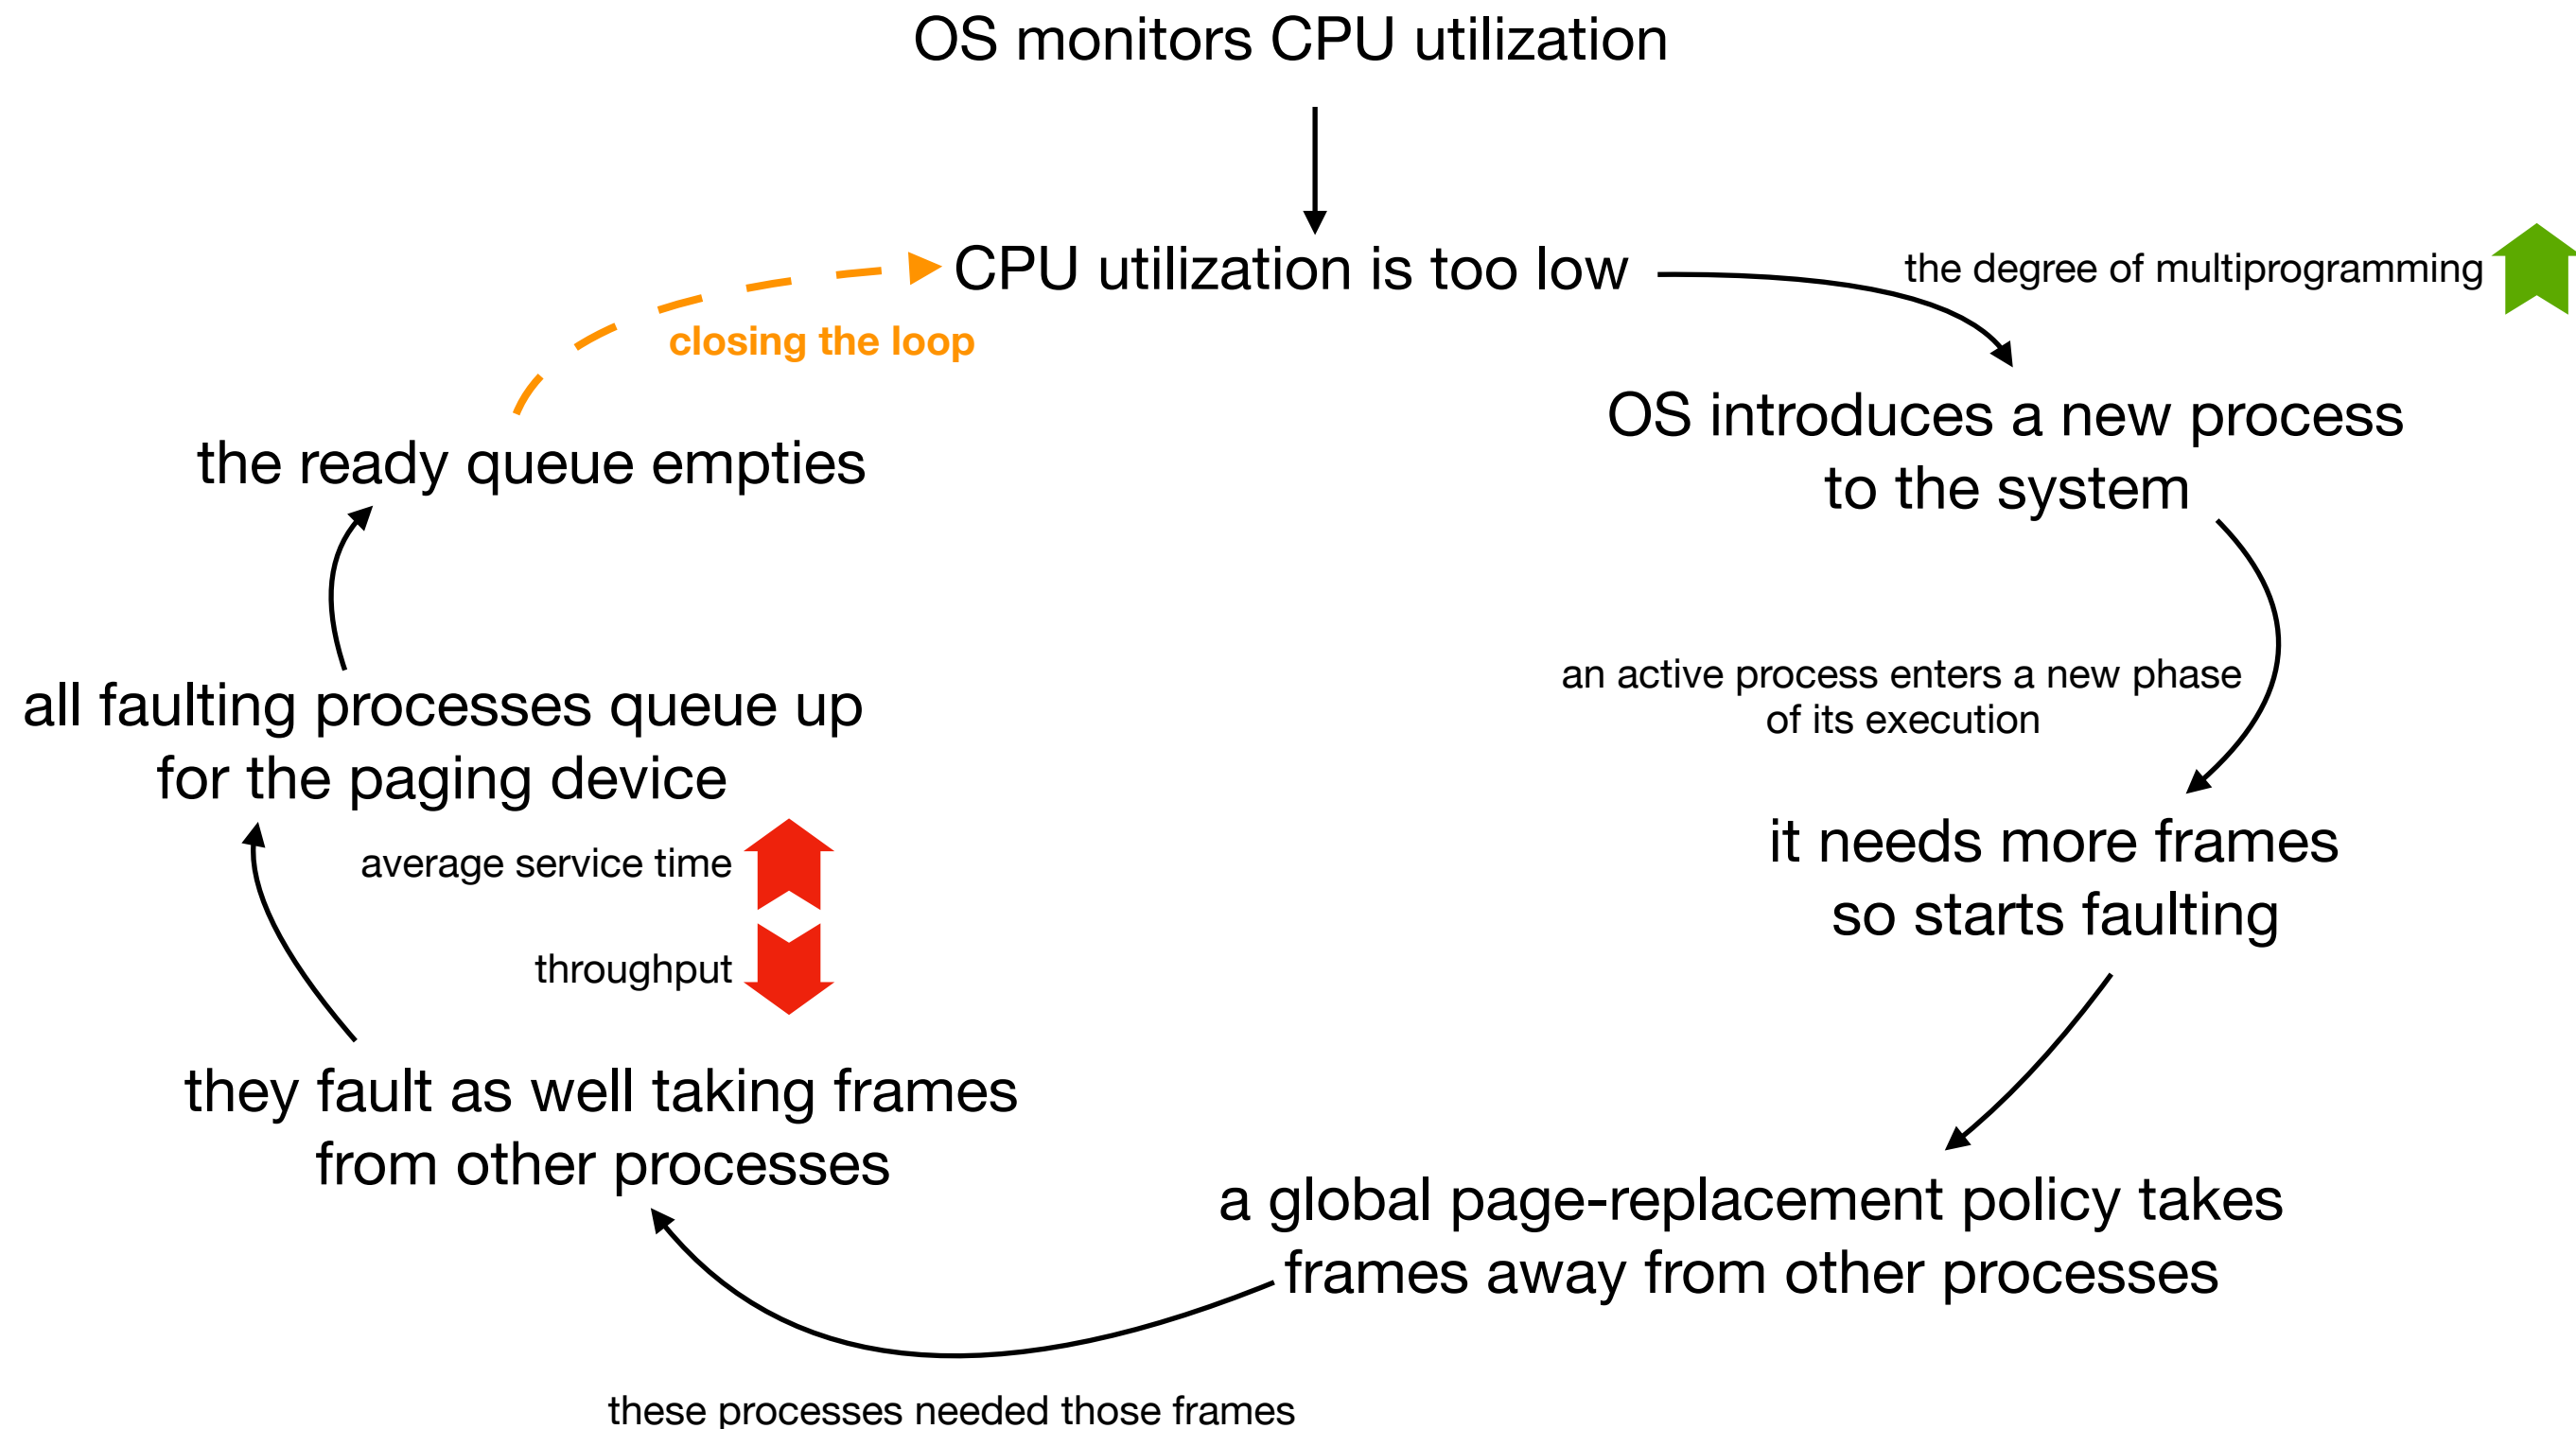 OS monitors CPU utilization
CPU utilization is too low
the degree of multiprogramming
OS introduces a new process
to the system
an active process enters a new phase
of its execution
it needs more frames
so starts faulting
a global page-replacement policy takes
frames away from other processes
these processes needed those frames
they fault as well taking frames
from other processes
average service time
throughput
all faulting processes queue up
for the paging device
the ready queue empties
closing the loop